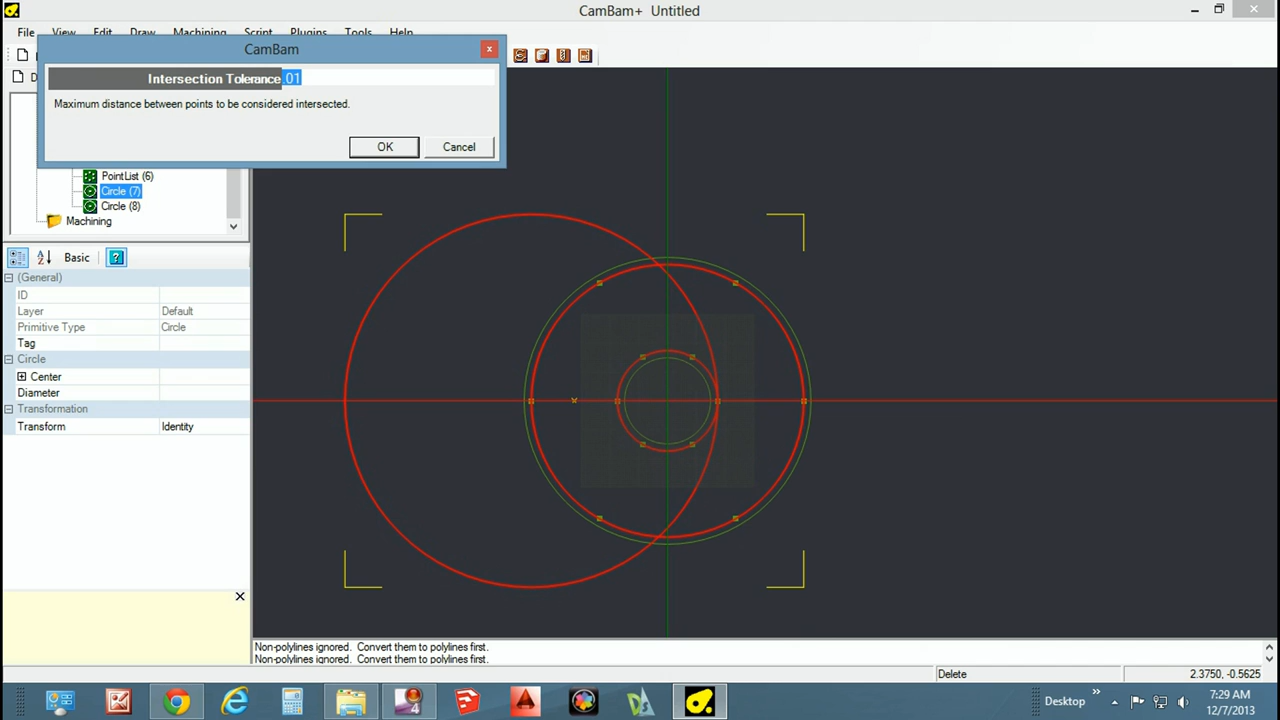 CamBam+ Untitled
File View Edit Draw Machining Script Plugins Tools Help
CamBam
Intersection Tolerance .01
Maximum distance between points to be considered intersected.
OK Cancel
PointList (6)
Circle (7)
Circle (8)
Machining
Basic
(General)
ID
Layer Default
Primitive Type Circle
Tag
Circle
Center
Diameter
Transformation
Transform Identity
Non-polylines ignored. Convert them to polylines first.
Non-polylines ignored. Convert them to polylines first.
Delete 2.3750, -0.5625
Desktop
7:29 AM
12/7/2013